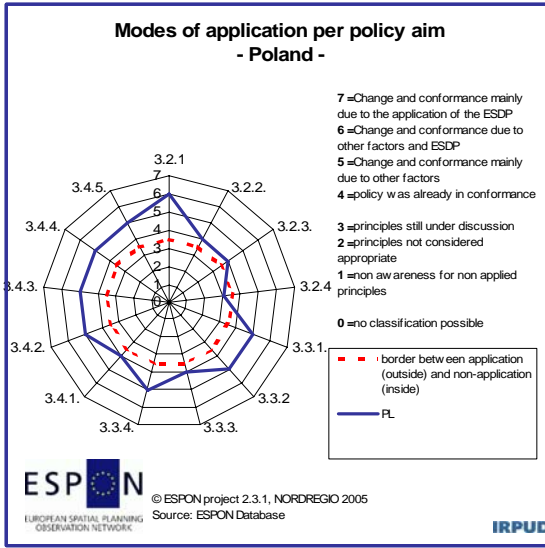 Modes of application per policy aim
- Poland -
7 =Change and conformance mainly
due to the application of the ESDP
6 =Change and conformance due to
other factors and ESDP
5 =Change and conformance mainly
due to other factors
4 =policy was already in conformance
3 =principles still under discussion
2 =principles not considered
appropriate
1 =non awareness for non applied
principles
0 =no classification possible
3.2.1
3.2.2.
3.2.3.
3.2.4
3.3.1.
3.3.2
3.3.3.
3.3.4.
3.4.1.
3.4.2.
3.4.3.
3.4.4.
3.4.5.
7
6
5
4
3
2
1
0
border between application
(outside) and non-application
(inside)
PL
ESPON
EUROPEAN SPATIAL PLANNING
OBSERVATION NETWORK
© ESPON project 2.3.1, NORDREGIO 2005
Source: ESPON Database
IRPUD